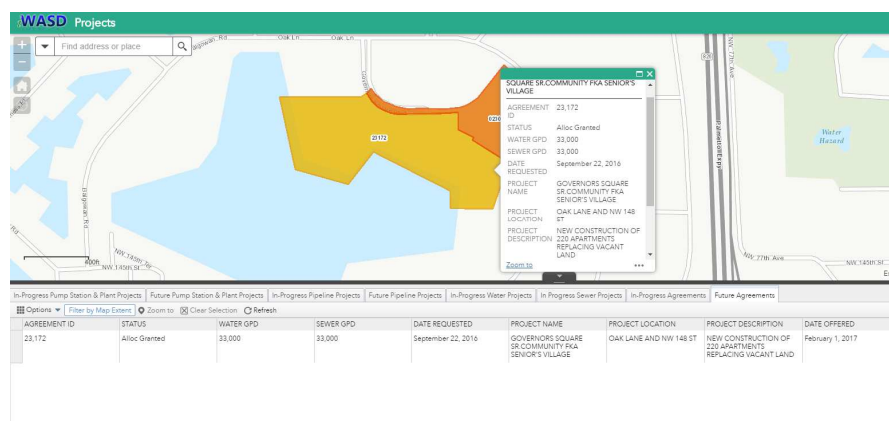 WASD Projects
Find address or place
Oak Ln
Oak Ln
NW 77th Ave
Palmetto Expy
Water
Hazard
23172
SQUARE SR.COMMUNITY FKA SENIOR'S
VILLAGE
AGREEMENT 23,172
ID
STATUS Alloc Granted
WATER GPD 33,000
SEWER GPD 33,000
DATE September 22, 2016
REQUESTED
PROJECT GOVERNORS SQUARE
NAME SR.COMMUNITY FKA
SENIOR'S VILLAGE
PROJECT OAK LANE AND NW 148
LOCATION ST
PROJECT NEW CONSTRUCTION OF
DESCRIPTION 220 APARTMENTS
REPLACING VACANT
LAND
Zoom to
400ft
NW 145th St
NW 77th Ave
NW 145th St
In-Progress Pump Station & Plant Projects Future Pump Station & Plant Projects In-Progress Pipeline Projects Future Pipeline Projects In-Progress Water Projects In Progress Sewer Projects In-Progress Agreements Future Agreements
Options Filter by Map Extent Zoom to Clear Selection Refresh
AGREEMENT ID STATUS WATER GPD SEWER GPD DATE REQUESTED PROJECT NAME PROJECT LOCATION PROJECT DESCRIPTION DATE OFFERED
23,172 Alloc Granted 33,000 33,000 September 22, 2016 GOVERNORS SQUARE OAK LANE AND NW 148 ST NEW CONSTRUCTION OF February 1, 2017
SR.COMMUNITY FKA 220 APARTMENTS
SENIOR'S VILLAGE REPLACING VACANT LAND